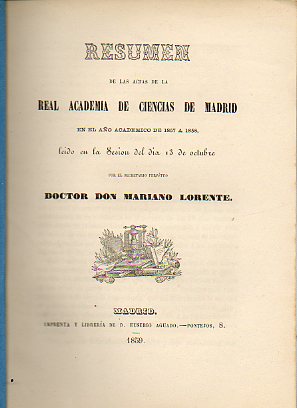 RESUMEN
DE LAS ACTAS DE LA
REAL ACADEMIA DE CIENCIAS DE MADRID
EN EL AÑO ACADEMICO DE 1857 A 1858,
leido en la Sesion del dia 13 de octubre
POR EL SECRETARIO PERPÉTUO
DOCTOR DON MARIANO LORENTE.
MADRID.
IMPRENTA Y LIBRERÍA DE D. EUSEBIO AGUADO.—PONTEJOS, 8.
1859.